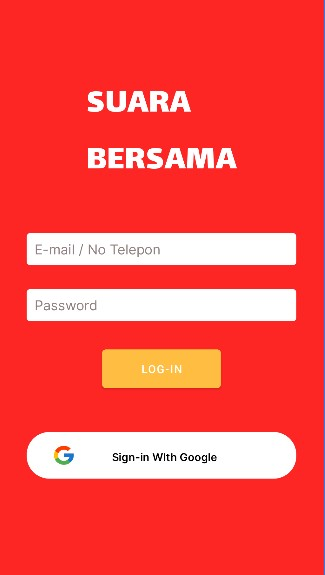 SUARA
BERSAMA
E-mail / No Telepon
Password
LOG-IN
Sign-in With Google